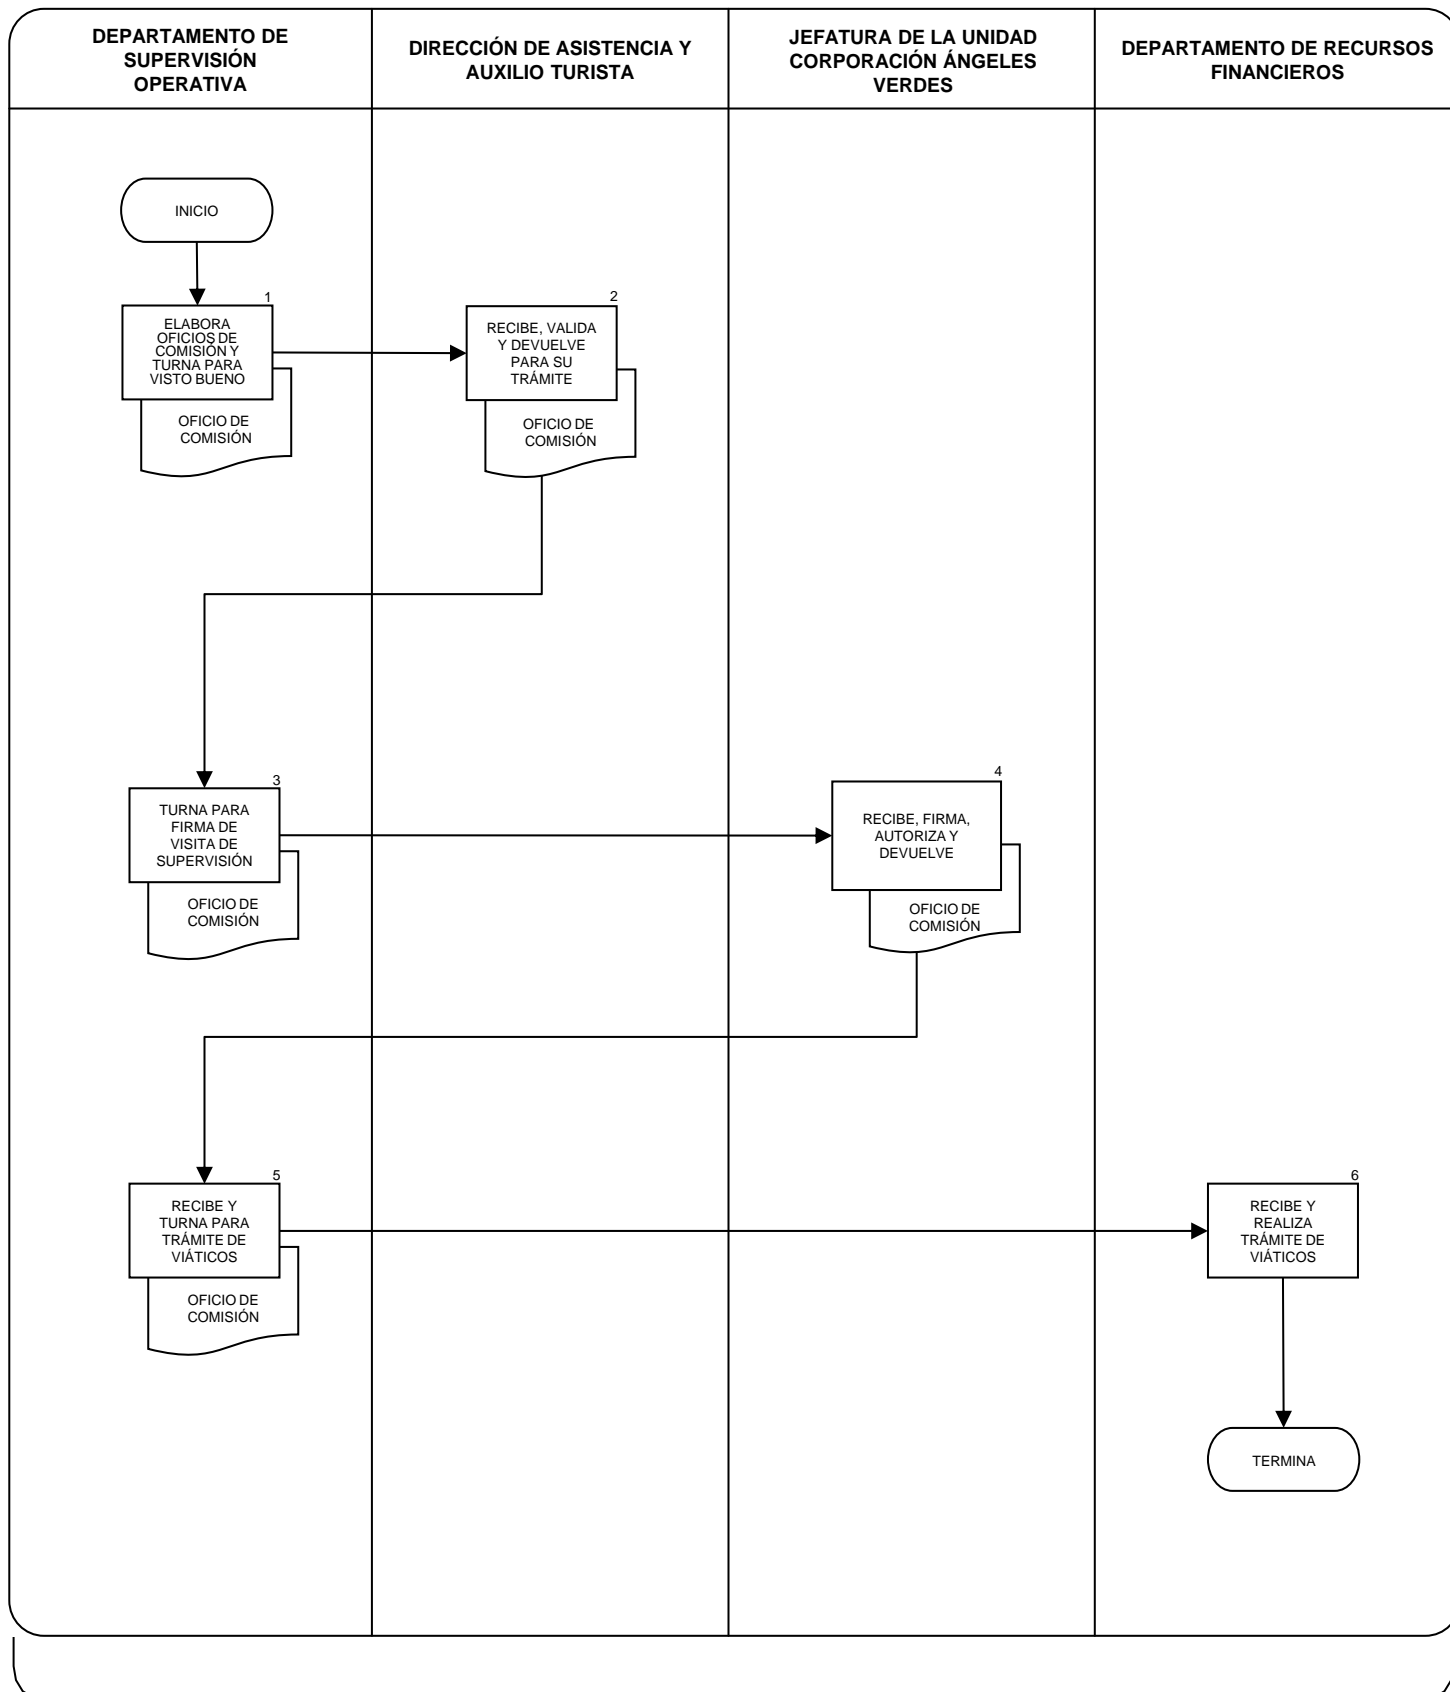 DEPARTAMENTO DE
SUPERVISIÓN
OPERATIVA
DIRECCIÓN DE ASISTENCIA Y
AUXILIO TURISTA
JEFATURA DE LA UNIDAD
CORPORACIÓN ÁNGELES
VERDES
DEPARTAMENTO DE RECURSOS
FINANCIEROS
INICIO
1
ELABORA
OFICIOS DE
COMISIÓN Y
TURNA PARA
VISTO BUENO
OFICIO DE
COMISIÓN
2
RECIBE, VALIDA
Y DEVUELVE
PARA SU
TRÁMITE
OFICIO DE
COMISIÓN
3
TURNA PARA
FIRMA DE
VISITA DE
SUPERVISIÓN
OFICIO DE
COMISIÓN
4
RECIBE, FIRMA,
AUTORIZA Y
DEVUELVE
OFICIO DE
COMISIÓN
5
RECIBE Y
TURNA PARA
TRÁMITE DE
VIÁTICOS
OFICIO DE
COMISIÓN
6
RECIBE Y
REALIZA
TRÁMITE DE
VIÁTICOS
TERMINA